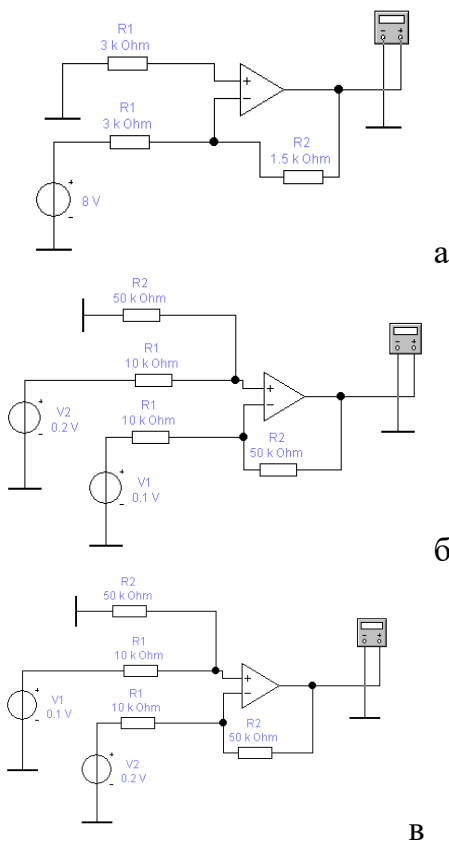 R1
3 k Ohm
+
−
− +
R1
3 k Ohm
R2
1.5 k Ohm
+
8 V
−
а
R2
50 k Ohm
− +
R1
10 k Ohm
+
−
+
V2
0.2 V
−
R1
10 k Ohm
R2
50 k Ohm
+
V1
0.1 V
−
б
R2
50 k Ohm
− +
R1
10 k Ohm
+
−
+
V1
0.1 V
−
R1
10 k Ohm
R2
50 k Ohm
+
V2
0.2 V
−
в